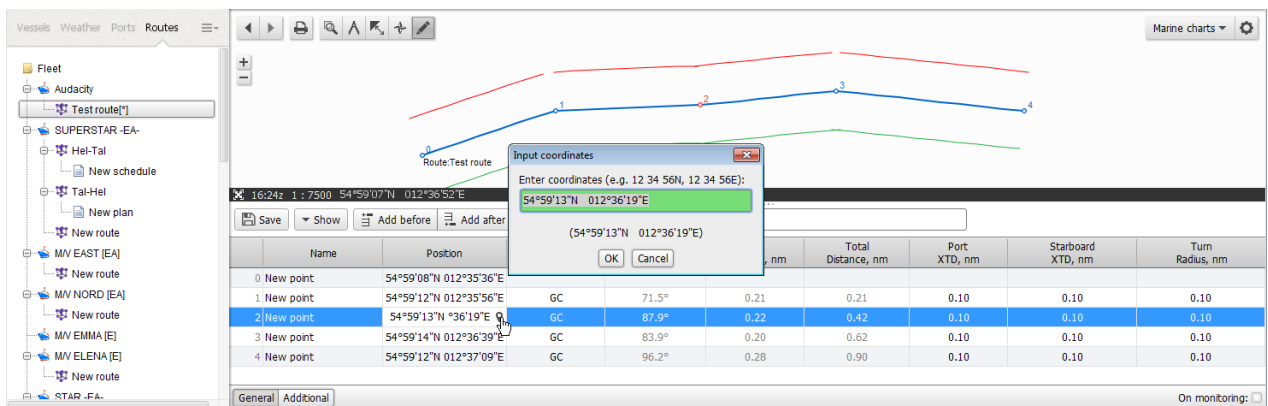 Vessels Weather Ports Routes
Marine charts
Fleet
Audacity
Test route[*]
SUPERSTAR -EA-
Hel-Tal
New schedule
Tal-Hel
New plan
New route
M/V EAST [EA]
New route
M/V NORD [EA]
New route
M/V EMMA [E]
M/V ELENA [E]
New route
STAR -EA-
+
−
0
1
2
3
4
Route:Test route
16:24z 1 : 7500 54°59'07"N 012°36'52"E
Input coordinates
Enter coordinates (e.g. 12 34 56N, 12 34 56E):
54°59'13"N 012°36'19"E
(54°59'13"N 012°36'19"E)
OK Cancel
Save Show Add before Add after
Name Position , nm Total Distance, nm Port XTD, nm Starboard XTD, nm Turn Radius, nm
0 New point 54°59'08"N 012°35'36"E
1 New point 54°59'12"N 012°35'56"E GC 71.5° 0.21 0.21 0.10 0.10 0.10
2 New point 54°59'13"N °36'19"E GC 87.9° 0.22 0.42 0.10 0.10 0.10
3 New point 54°59'14"N 012°36'39"E GC 83.9° 0.20 0.62 0.10 0.10 0.10
4 New point 54°59'12"N 012°37'09"E GC 96.2° 0.28 0.90 0.10 0.10 0.10
General Additional On monitoring: